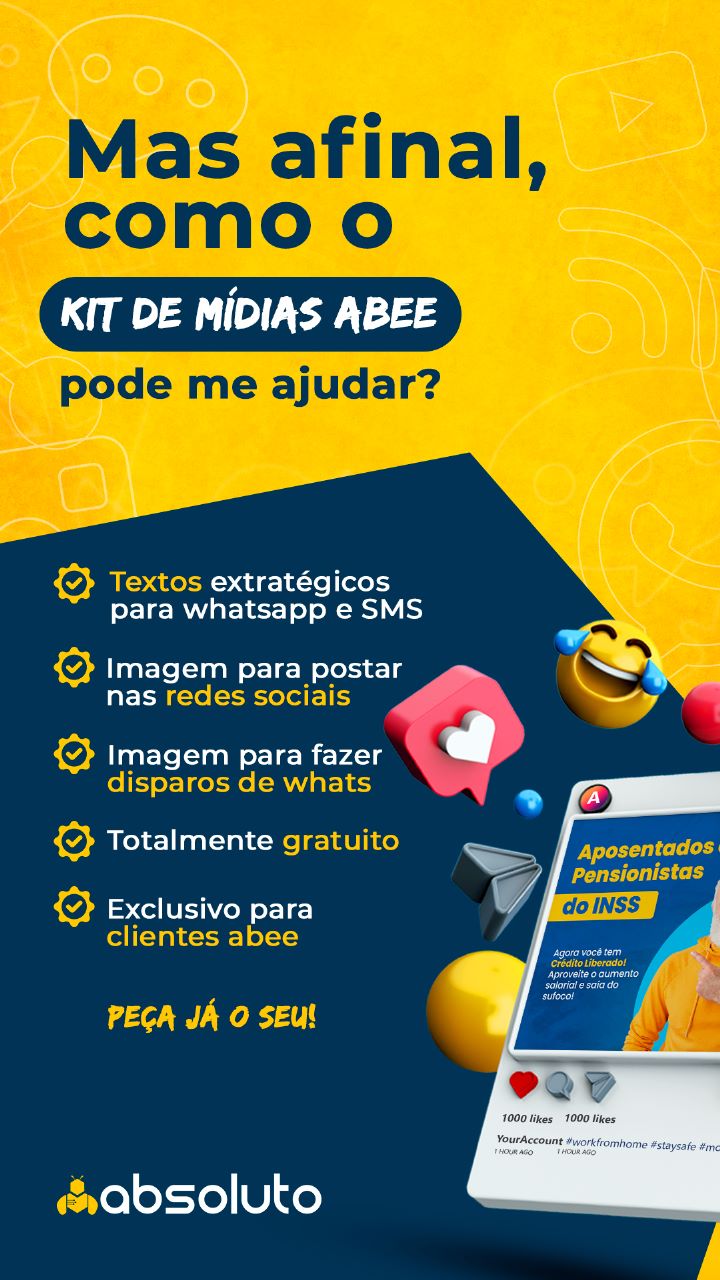 Mas afinal,
como o
KIT DE MÍDIAS ABEE
pode me ajudar?
Textos extratégicos
para whatsapp e SMS
Imagem para postar
nas redes sociais
Imagem para fazer
disparos de whats
Totalmente gratuito
Exclusivo para
clientes abee
PEÇA JÁ O SEU!
absoluto
A
Aposentados
Pensionistas
do INSS
Agora você tem
Crédito Liberado!
Aproveite o aumento
salarial e saia do
sufoco!
1000 likes 1000 likes
YourAccount #workfromhome #staysafe
1 HOUR AGO 1 HOUR AGO